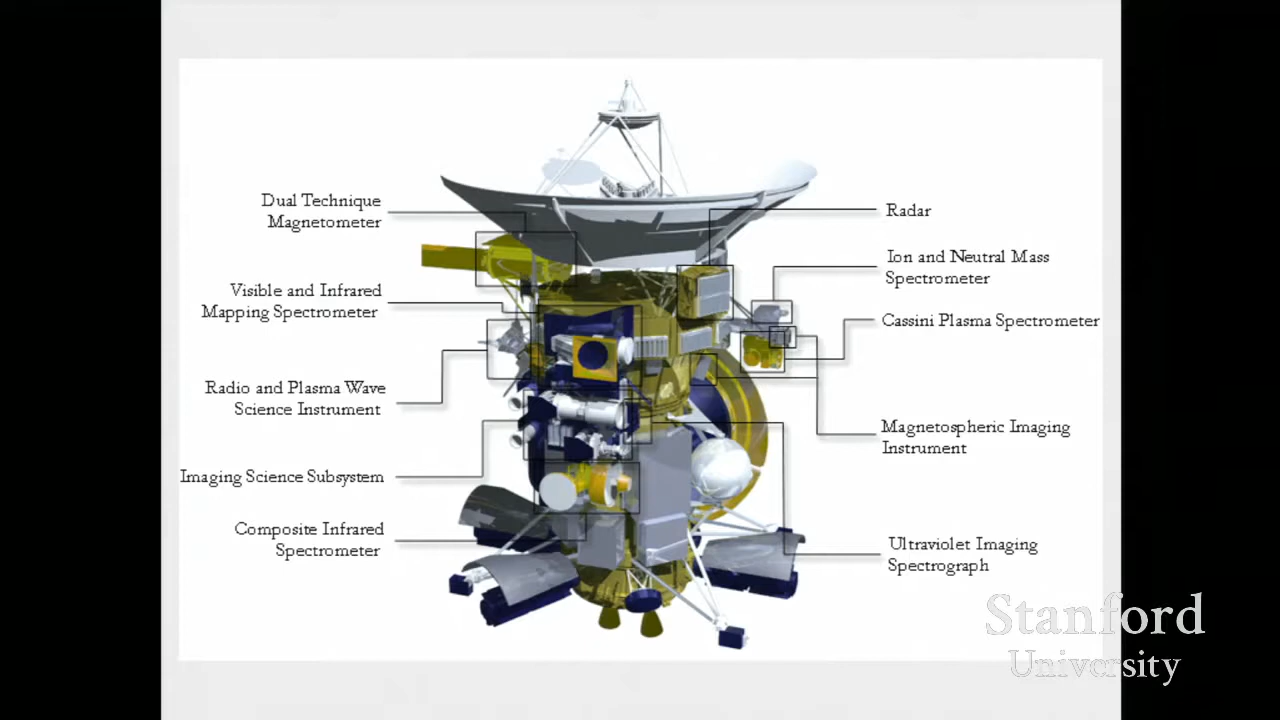 Dual Technique
Magnetometer
Visible and Infrared
Mapping Spectrometer
Radio and Plasma Wave
Science Instrument
Imaging Science Subsystem
Composite Infrared
Spectrometer
Radar
Ion and Neutral Mass
Spectrometer
Cassini Plasma Spectrometer
Magnetospheric Imaging
Instrument
Ultraviolet Imaging
Spectrograph
Stanford
University